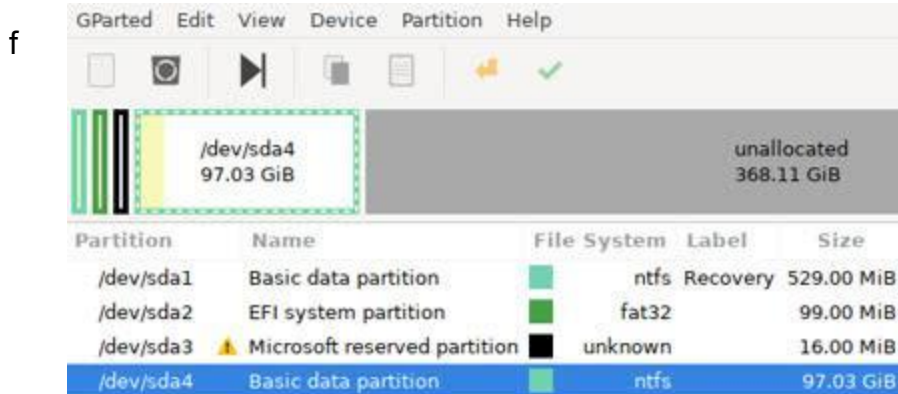 GParted Edit View Device Partition Help
f
/dev/sda4
97.03 GiB
unallocated
368.11 GiB
Partition Name File System Label Size
/dev/sda1 Basic data partition ntfs Recovery 529.00 MiB
/dev/sda2 EFI system partition fat32 99.00 MiB
/dev/sda3 Microsoft reserved partition unknown 16.00 MiB
/dev/sda4 Basic data partition ntfs 97.03 GiB